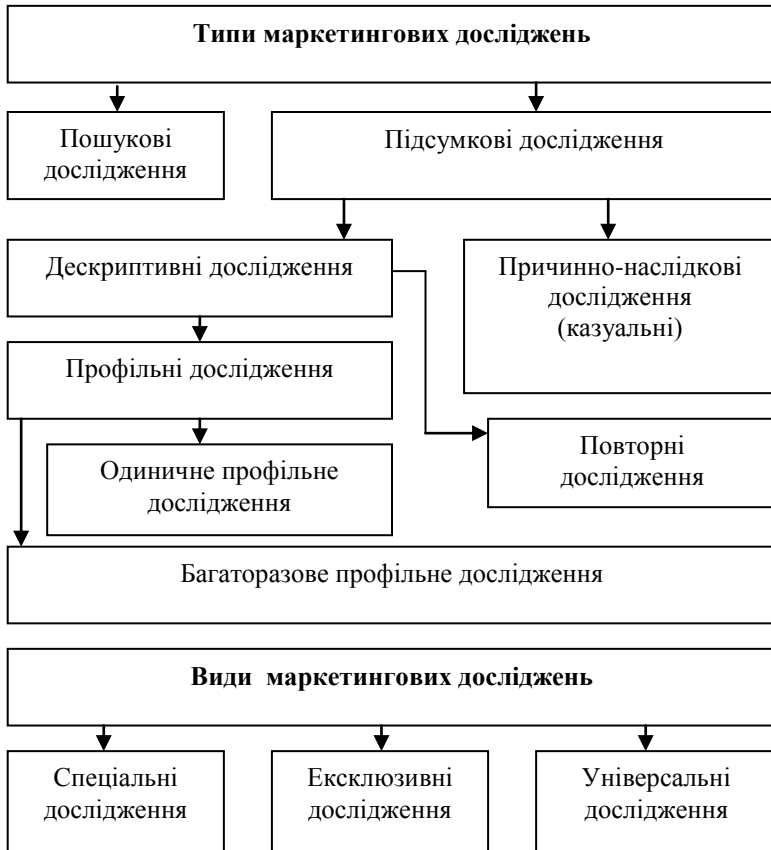 Типи маркетингових досліджень
Пошукові
дослідження
Підсумкові дослідження
Дескриптивні дослідження
Причинно-наслідкові
дослідження
(казуальні)
Профільні дослідження
Одиничне профільне
дослідження
Повторні
дослідження
Багаторазове профільне дослідження
Види маркетингових досліджень
Спеціальні
дослідження
Ексклюзивні
дослідження
Універсальні
дослідження